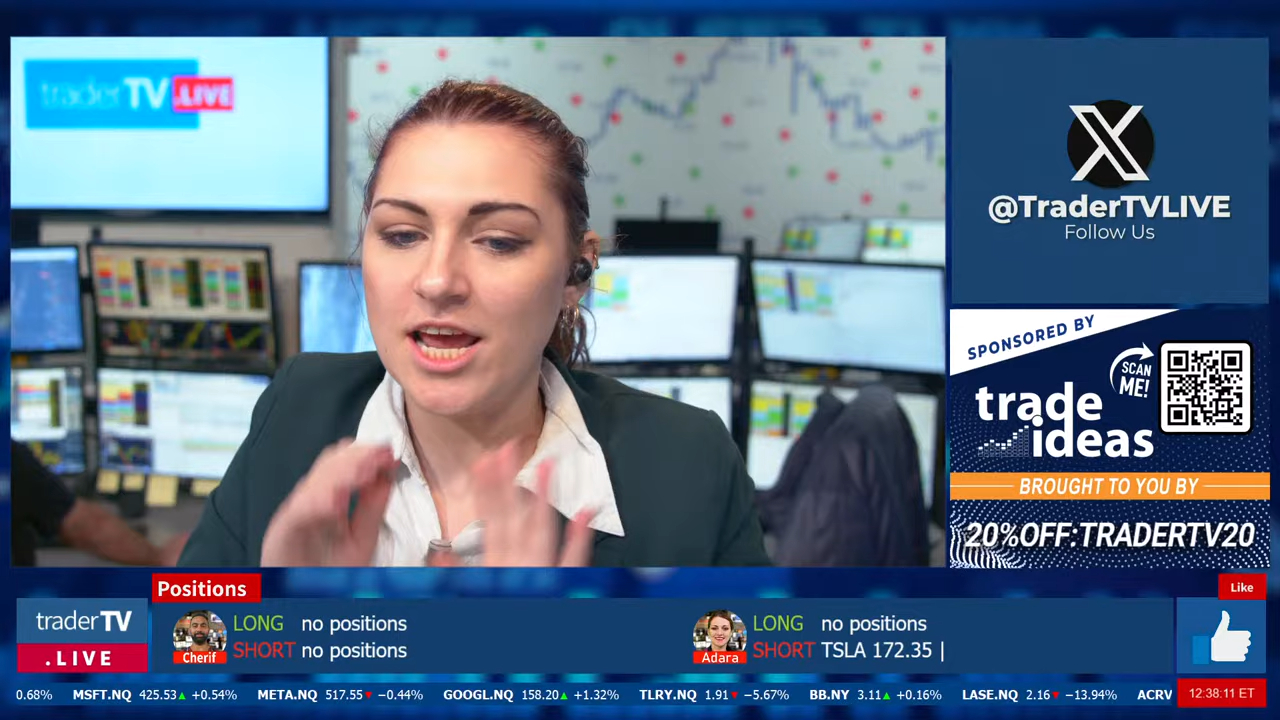 traderTV.LIVE
@TraderTVLIVE
Follow Us
SPONSORED BY
SCAN
ME!
trade
ideas
BROUGHT TO YOU BY
20%OFF:TRADERTV20
Positions
Like
traderTV
.LIVE
Cherif
LONG no positions
SHORT no positions
Adara
LONG no positions
SHORT TSLA 172.35 |
0.68% MSFT.NQ 425.53▲ +0.54% META.NQ 517.55▼ −0.44% GOOGL.NQ 158.20▲ +1.32% TLRY.NQ 1.91▼ −5.67% BB.NY 3.11▲ +0.16% LASE.NQ 2.16▼ −13.94% ACRV
12:38:11 ET